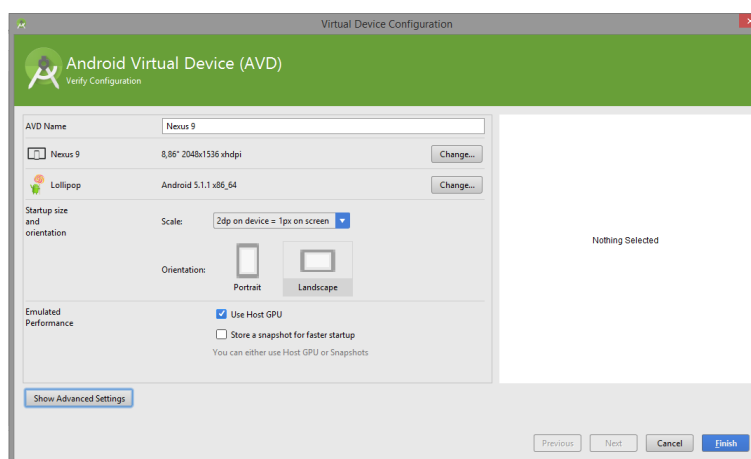 Virtual Device Configuration
Android Virtual Device (AVD)
Verify Configuration
AVD Name
Nexus 9
Nexus 9
8,86" 2048x1536 xhdpi
Change...
Lollipop
Android 5.1.1 x86_64
Change...
Startup size
and
orientation
Scale:
2dp on device = 1px on screen
Orientation:
Portrait
Landscape
Emulated
Performance
Use Host GPU
Store a snapshot for faster startup
You can either use Host GPU or Snapshots
Nothing Selected
Show Advanced Settings
Previous
Next
Cancel
Finish